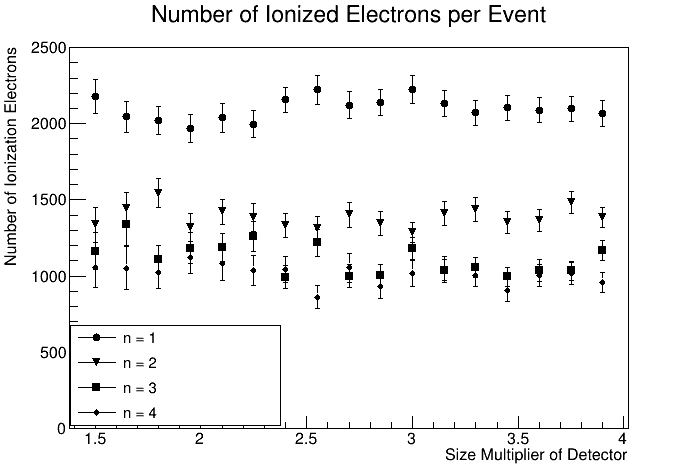 Number of Ionized Electrons per Event
Number of Ionization Electrons
2500
2000
1500
1000
500
0
n = 1
n = 2
n = 3
n = 4
1.5 2 2.5 3 3.5 4
Size Multiplier of Detector